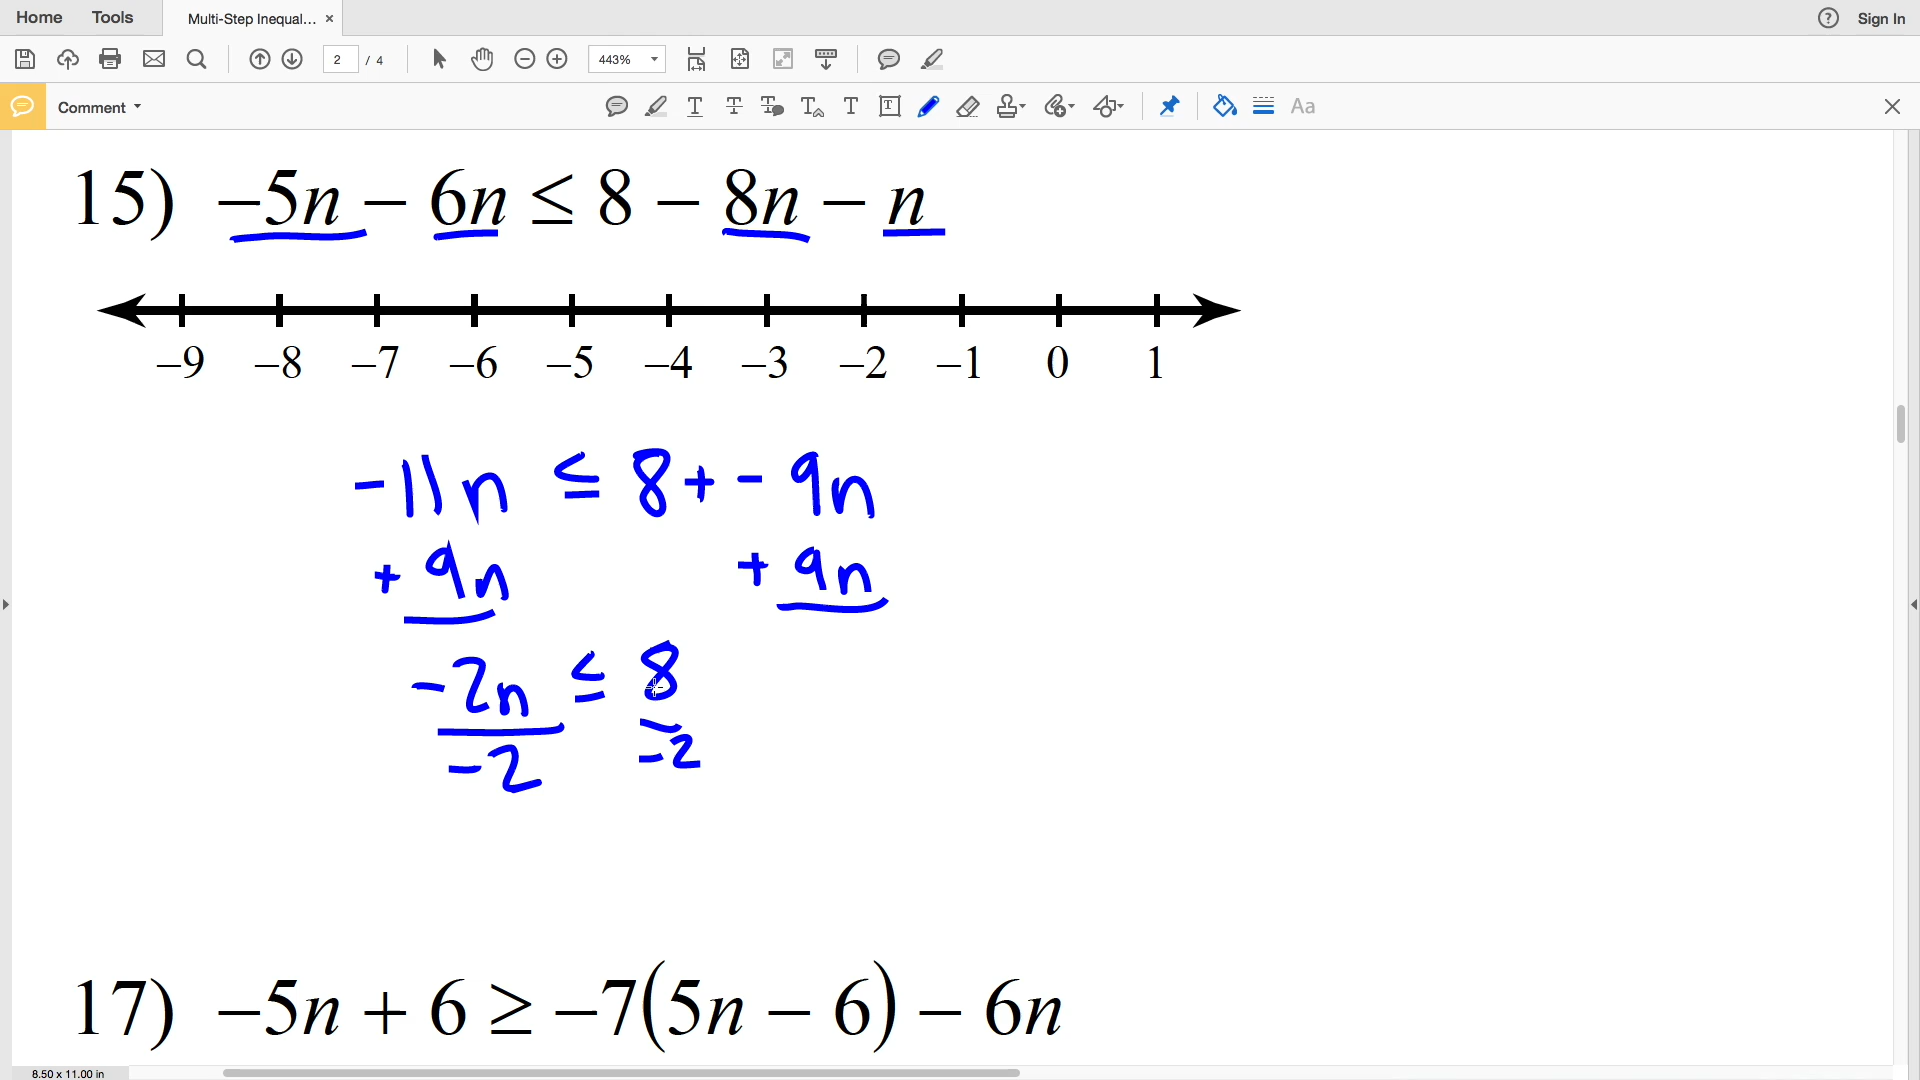 Home Tools Multi-Step Inequal... × ? Sign In
2 / 4 443%
Comment T T T T T T Aa
15) −5n − 6n ≤ 8 − 8n − n
−9 −8 −7 −6 −5 −4 −3 −2 −1 0 1
-11n ≤ 8 + - 9n
+ 9n + 9n
-2n ≤ 8
-2 -2
17) −5n + 6 ≥ −7(5n − 6) − 6n
8.50 x 11.00 in